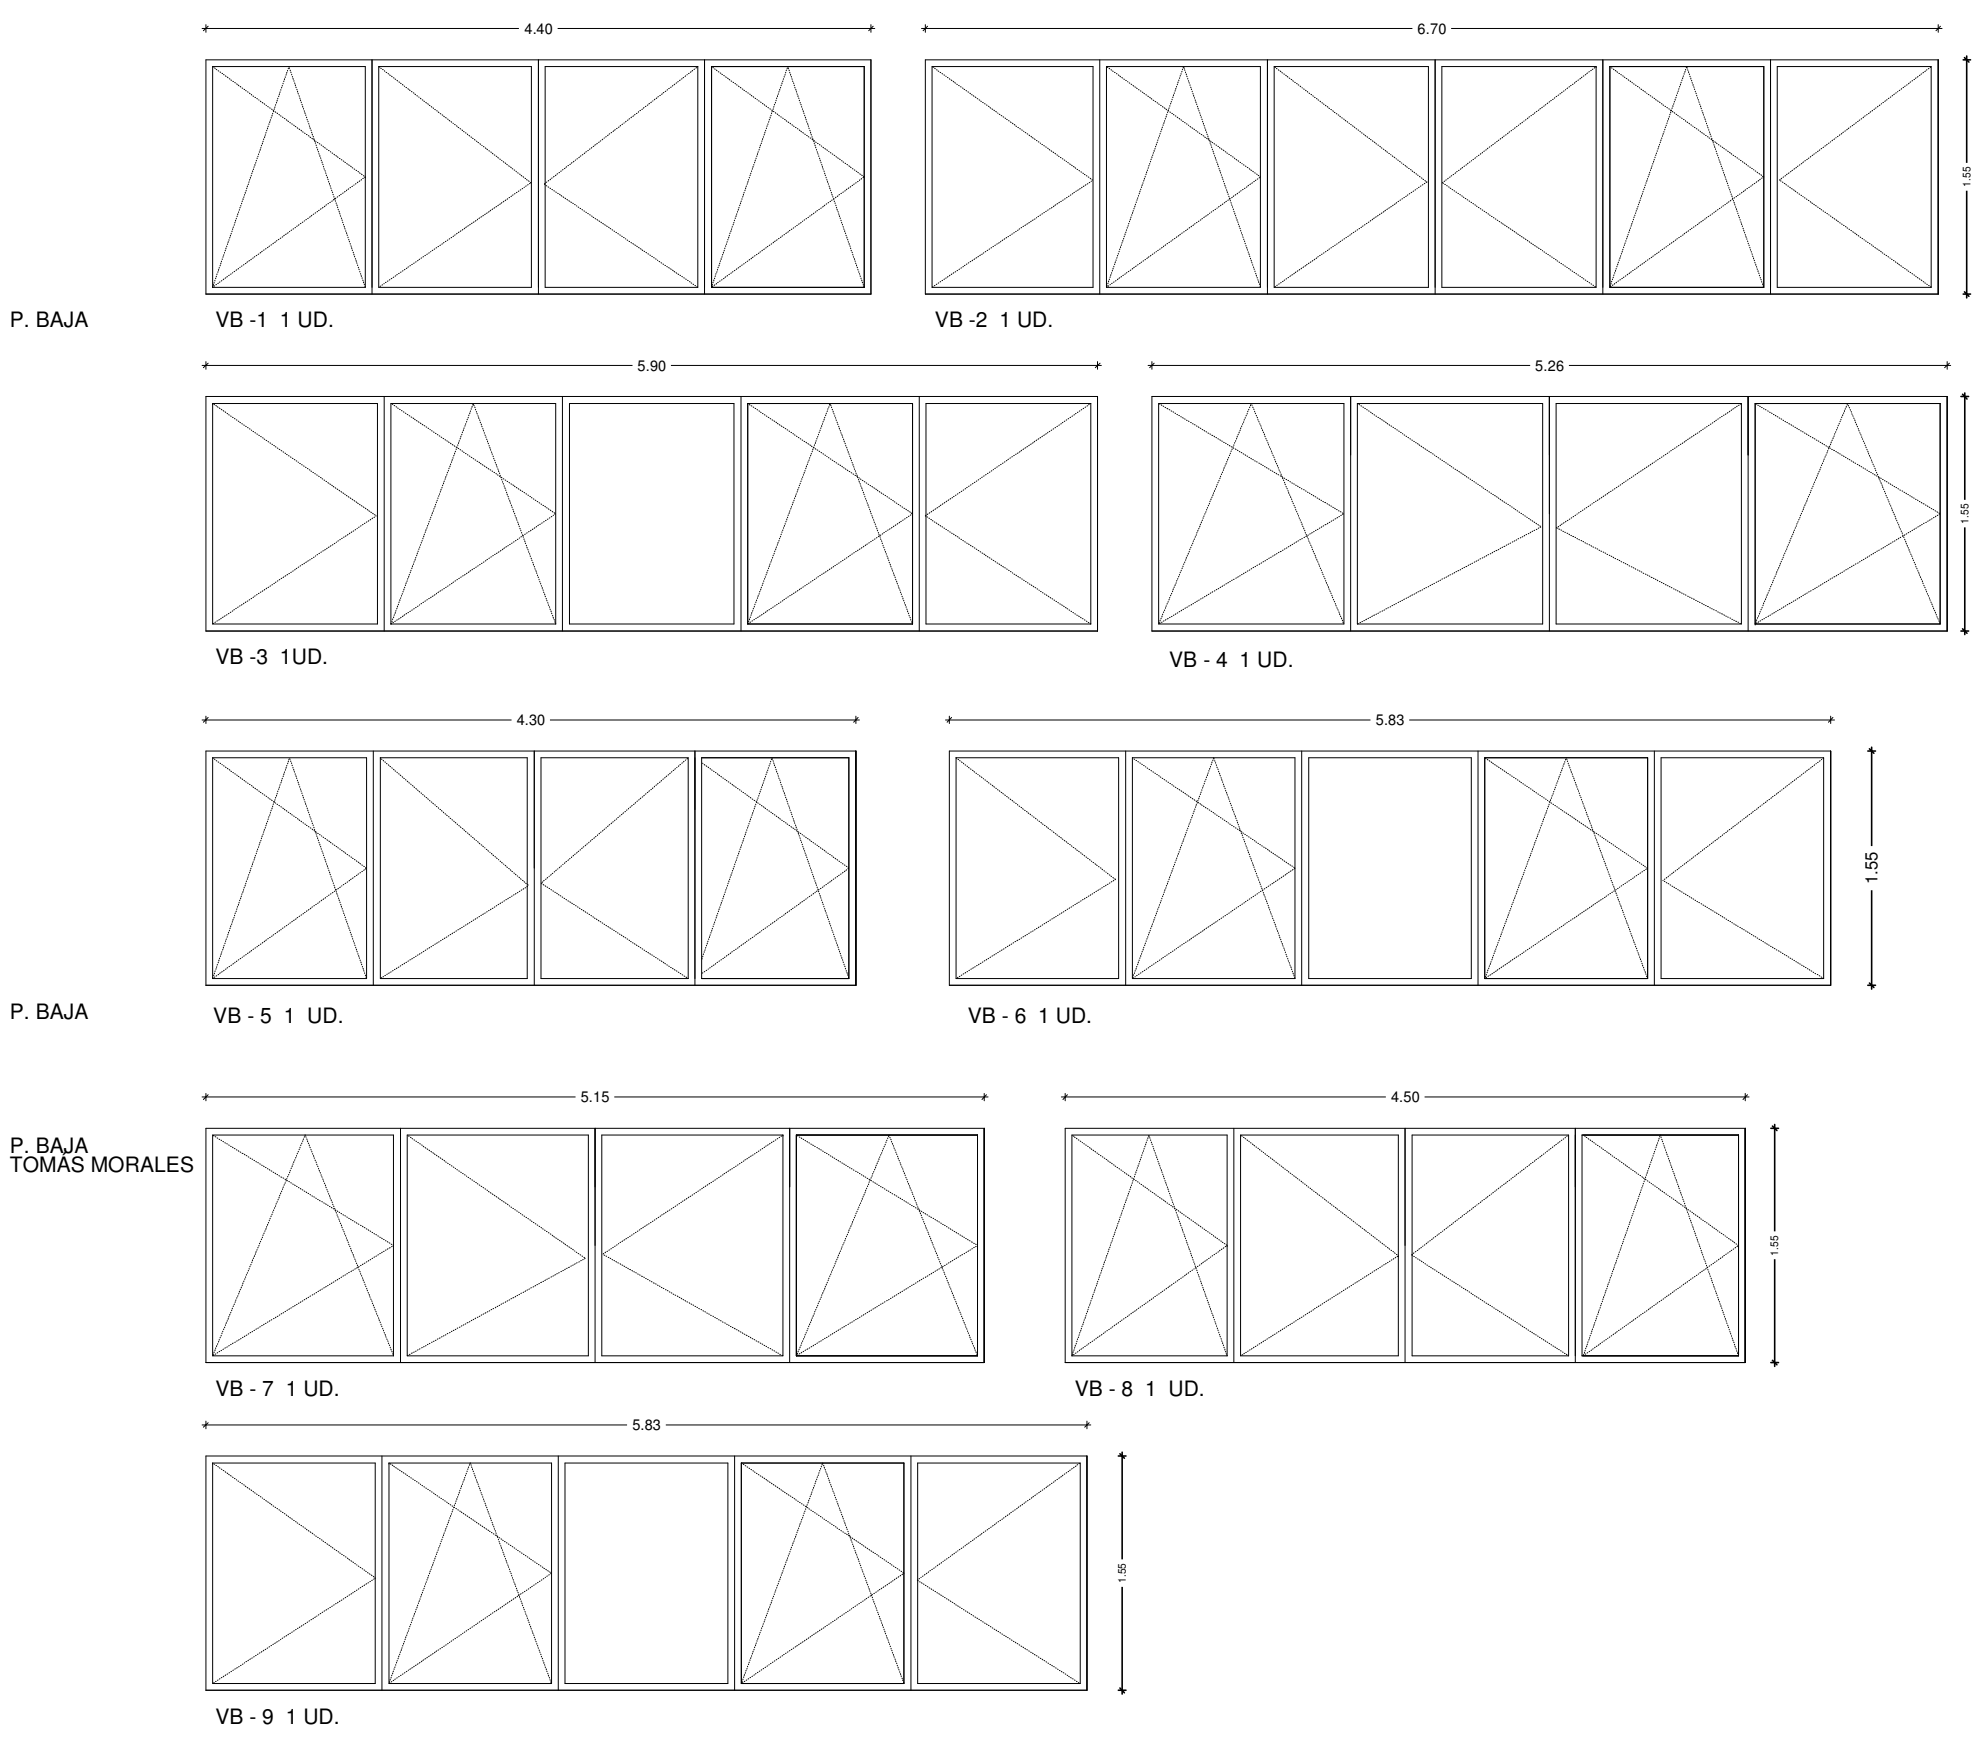 4.40
6.70
1.55
P. BAJA
VB -1 1 UD.
VB -2 1 UD.
5.90
5.26
1.55
VB -3 1UD.
VB - 4 1 UD.
4.30
5.83
1.55
P. BAJA
VB - 5 1 UD.
VB - 6 1 UD.
5.15
4.50
P. BAJA
TOMÁS MORALES
1.55
VB - 7 1 UD.
VB - 8 1 UD.
5.83
1.55
VB - 9 1 UD.